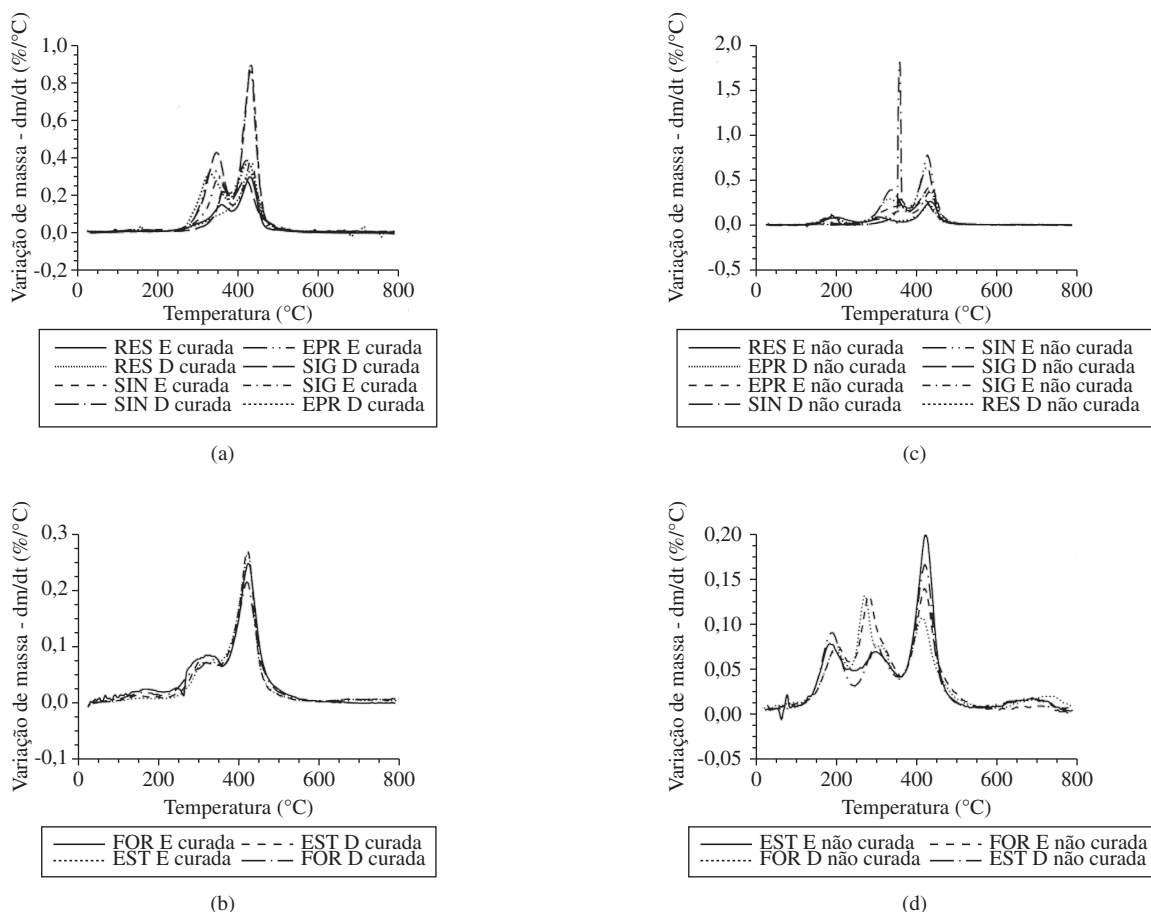 Variação de massa - dm/dt (%/°C)
1,0
0,8
0,6
0,4
0,2
0,0
-0,2
0 200 400 600 800
Temperatura (°C)
RES E curada EPR E curada
RES D curada SIG D curada
SIN E curada SIG E curada
SIN D curada EPR D curada
(a)
Variação de massa - dm/dt (%/°C)
2,0
1,5
1,0
0,5
0,0
-0,5
0 200 400 600 800
Temperatura (°C)
RES E não curada SIN E não curada
EPR D não curada SIG D não curada
EPR E não curada SIG E não curada
SIN D não curada RES D não curada
(c)
Variação de massa - dm/dt (%/°C)
0,3
0,2
0,1
0,0
-0,1
0 200 400 600 800
Temperatura (°C)
FOR E curada EST D curada
EST E curada FOR D curada
(b)
Variação de massa - dm/dt (%/°C)
0,20
0,15
0,10
0,05
0,00
-0,05
0 200 400 600 800
Temperatura (°C)
EST E não curada FOR E não curada
FOR D não curada EST D não curada
(d)